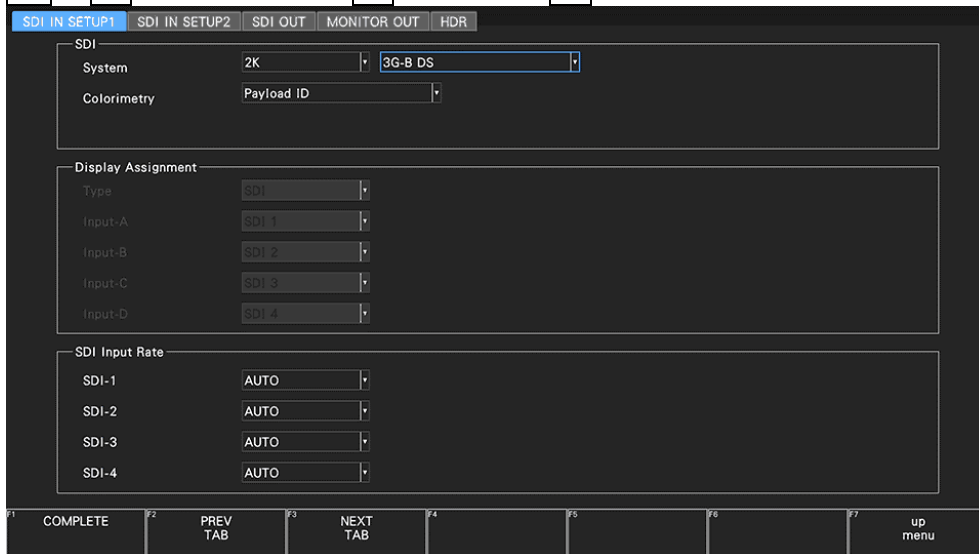 SDI IN SETUP1 SDI IN SETUP2 SDI OUT MONITOR OUT HDR
SDI
System 2K 3G-B DS
Colorimetry Payload ID
Display Assignment
Type SDI
Input-A SDI 1
Input-B SDI 2
Input-C SDI 3
Input-D SDI 4
SDI Input Rate
SDI-1 AUTO
SDI-2 AUTO
SDI-3 AUTO
SDI-4 AUTO
F1 COMPLETE F2 PREV TAB F3 NEXT TAB F4 F5 F6 F7 up menu